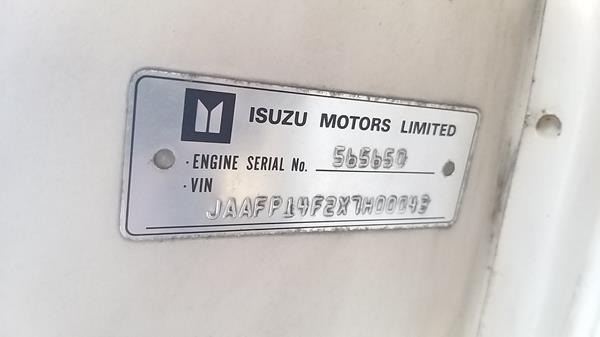 ISUZU MOTORS LIMITED
· ENGINE SERIAL No. 565650
· VIN
JAAFP14F2X7H00043